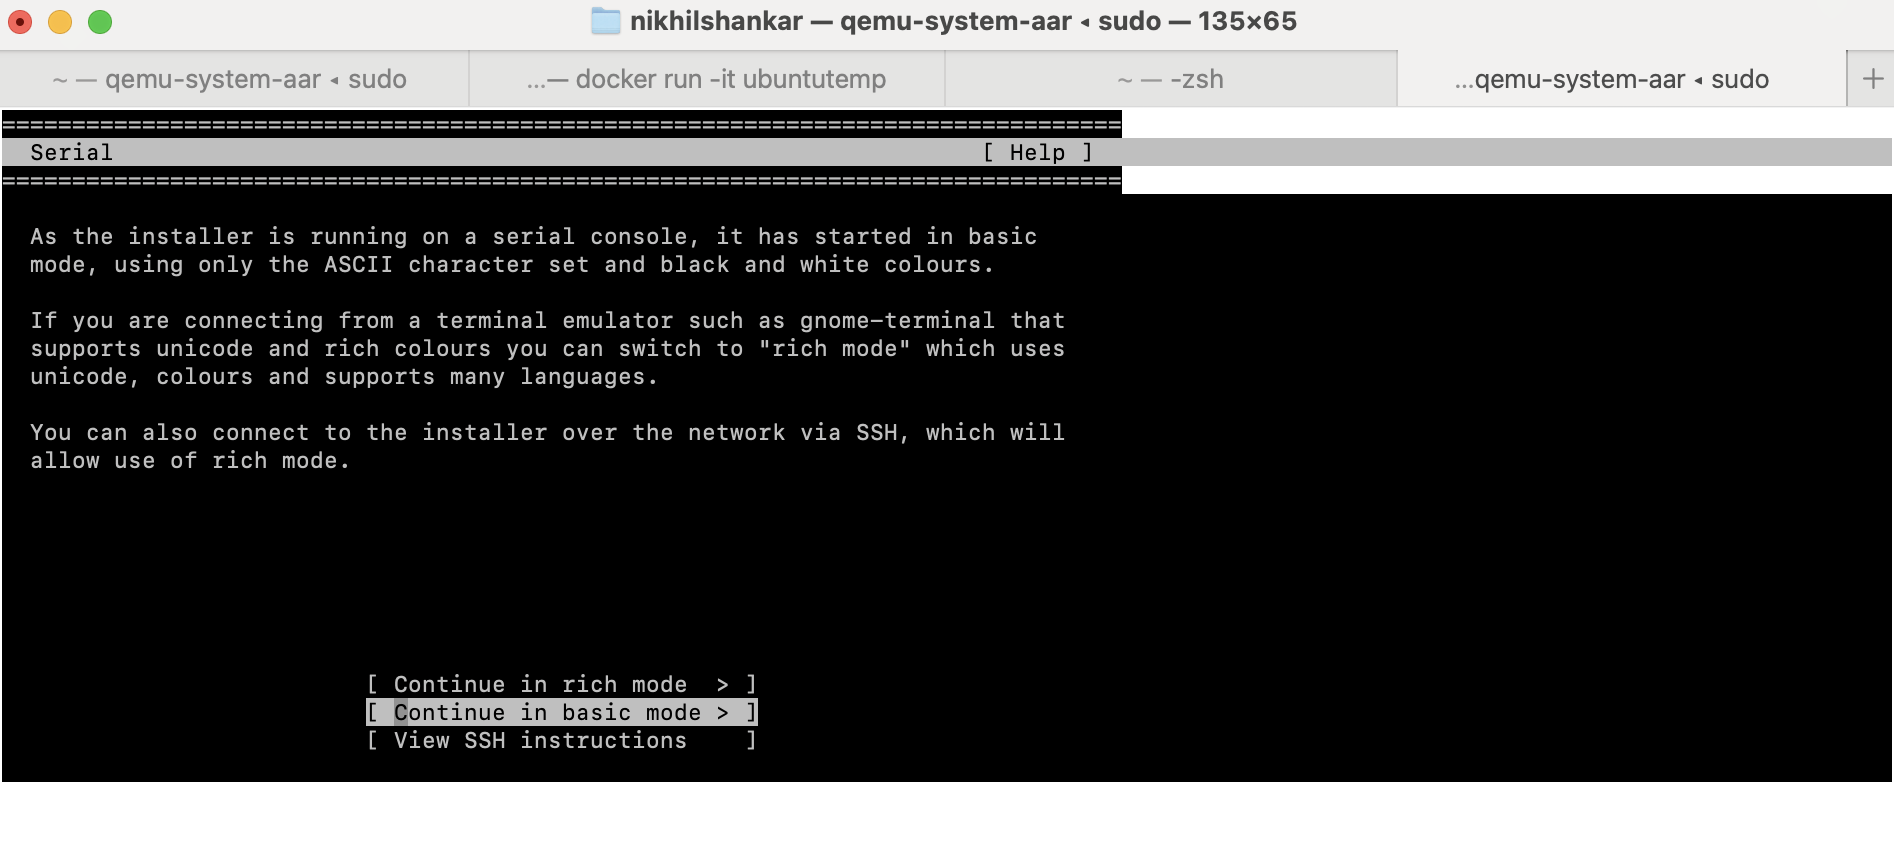 nikhilshankar — qemu-system-aar ◂ sudo — 135×65
~ — qemu-system-aar ◂ sudo ...— docker run -it ubuntutemp ~ — -zsh ...qemu-system-aar ◂ sudo +
================================================================================
Serial [ Help ]
================================================================================
As the installer is running on a serial console, it has started in basic
mode, using only the ASCII character set and black and white colours.
If you are connecting from a terminal emulator such as gnome-terminal that
supports unicode and rich colours you can switch to "rich mode" which uses
unicode, colours and supports many languages.
You can also connect to the installer over the network via SSH, which will
allow use of rich mode.
[ Continue in rich mode  > ]
[ Continue in basic mode > ]
[ View SSH instructions    ]